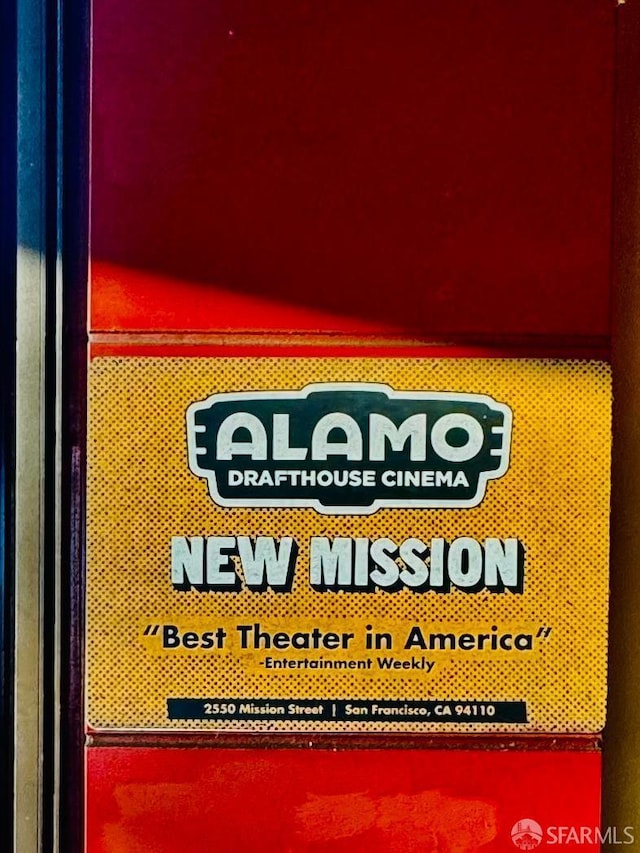 ALAMO
DRAFTHOUSE CINEMA
NEW MISSION
“Best Theater in America”
-Entertainment Weekly
2550 Mission Street | San Francisco, CA 94110
SFARMLS